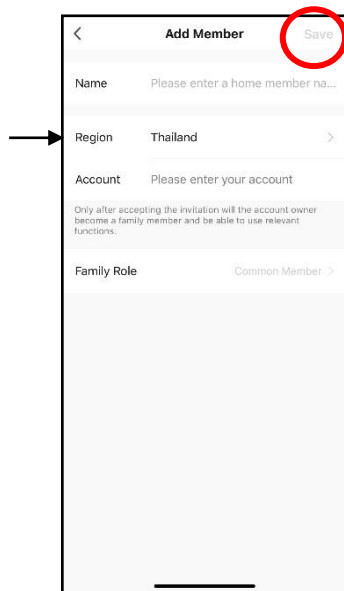 Add Member
Save
Name Please enter a home member na...
Region Thailand
Account Please enter your account
Only after accepting the invitation will the account owner
become a family member and be able to use relevant
functions.
Family Role Common Member